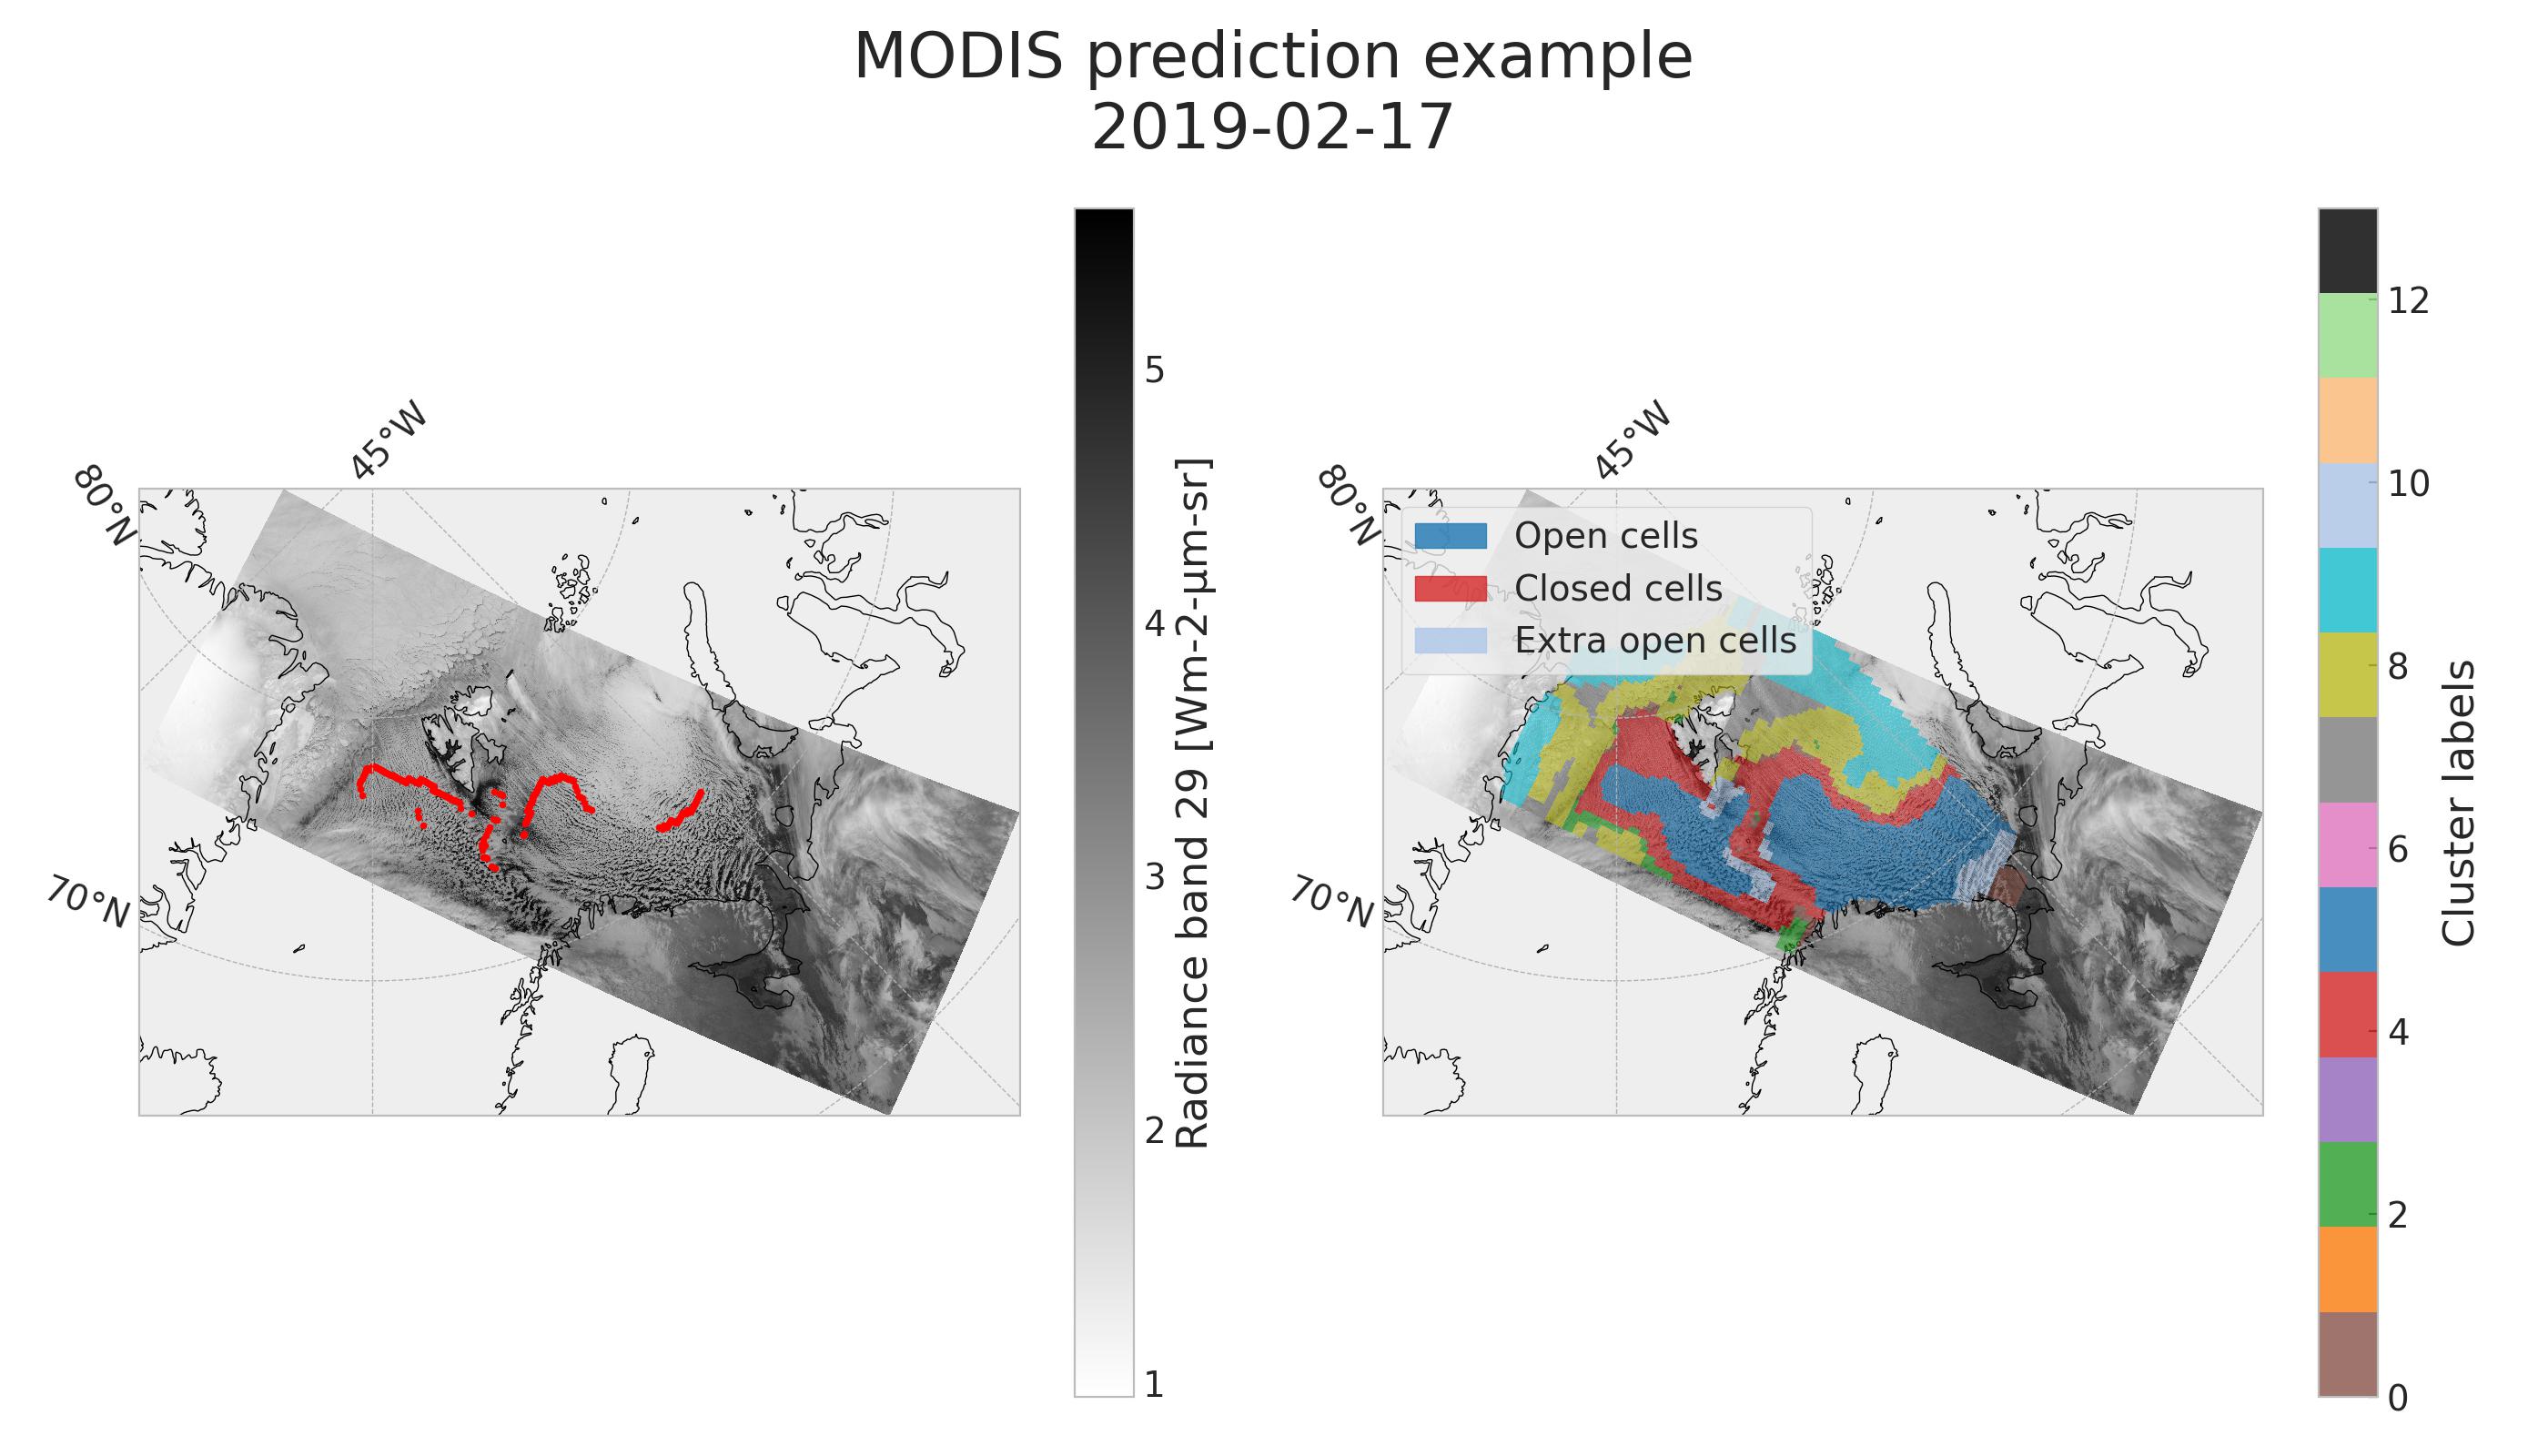 MODIS prediction example
2019-02-17
45°W
80°N
70°N
5
4
3
2
1
Radiance band 29 [Wm-2-µm-sr]
45°W
80°N
70°N
Open cells
Closed cells
Extra open cells
12
10
8
6
4
2
0
Cluster labels